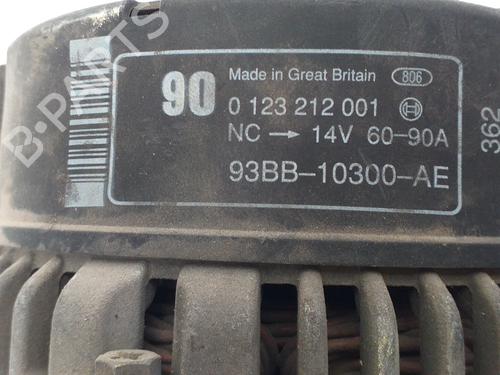 B-PARTS
90
Made in Great Britain 806
0 123 212 001
NC → 14V 60-90A
93BB-10300-AE
362